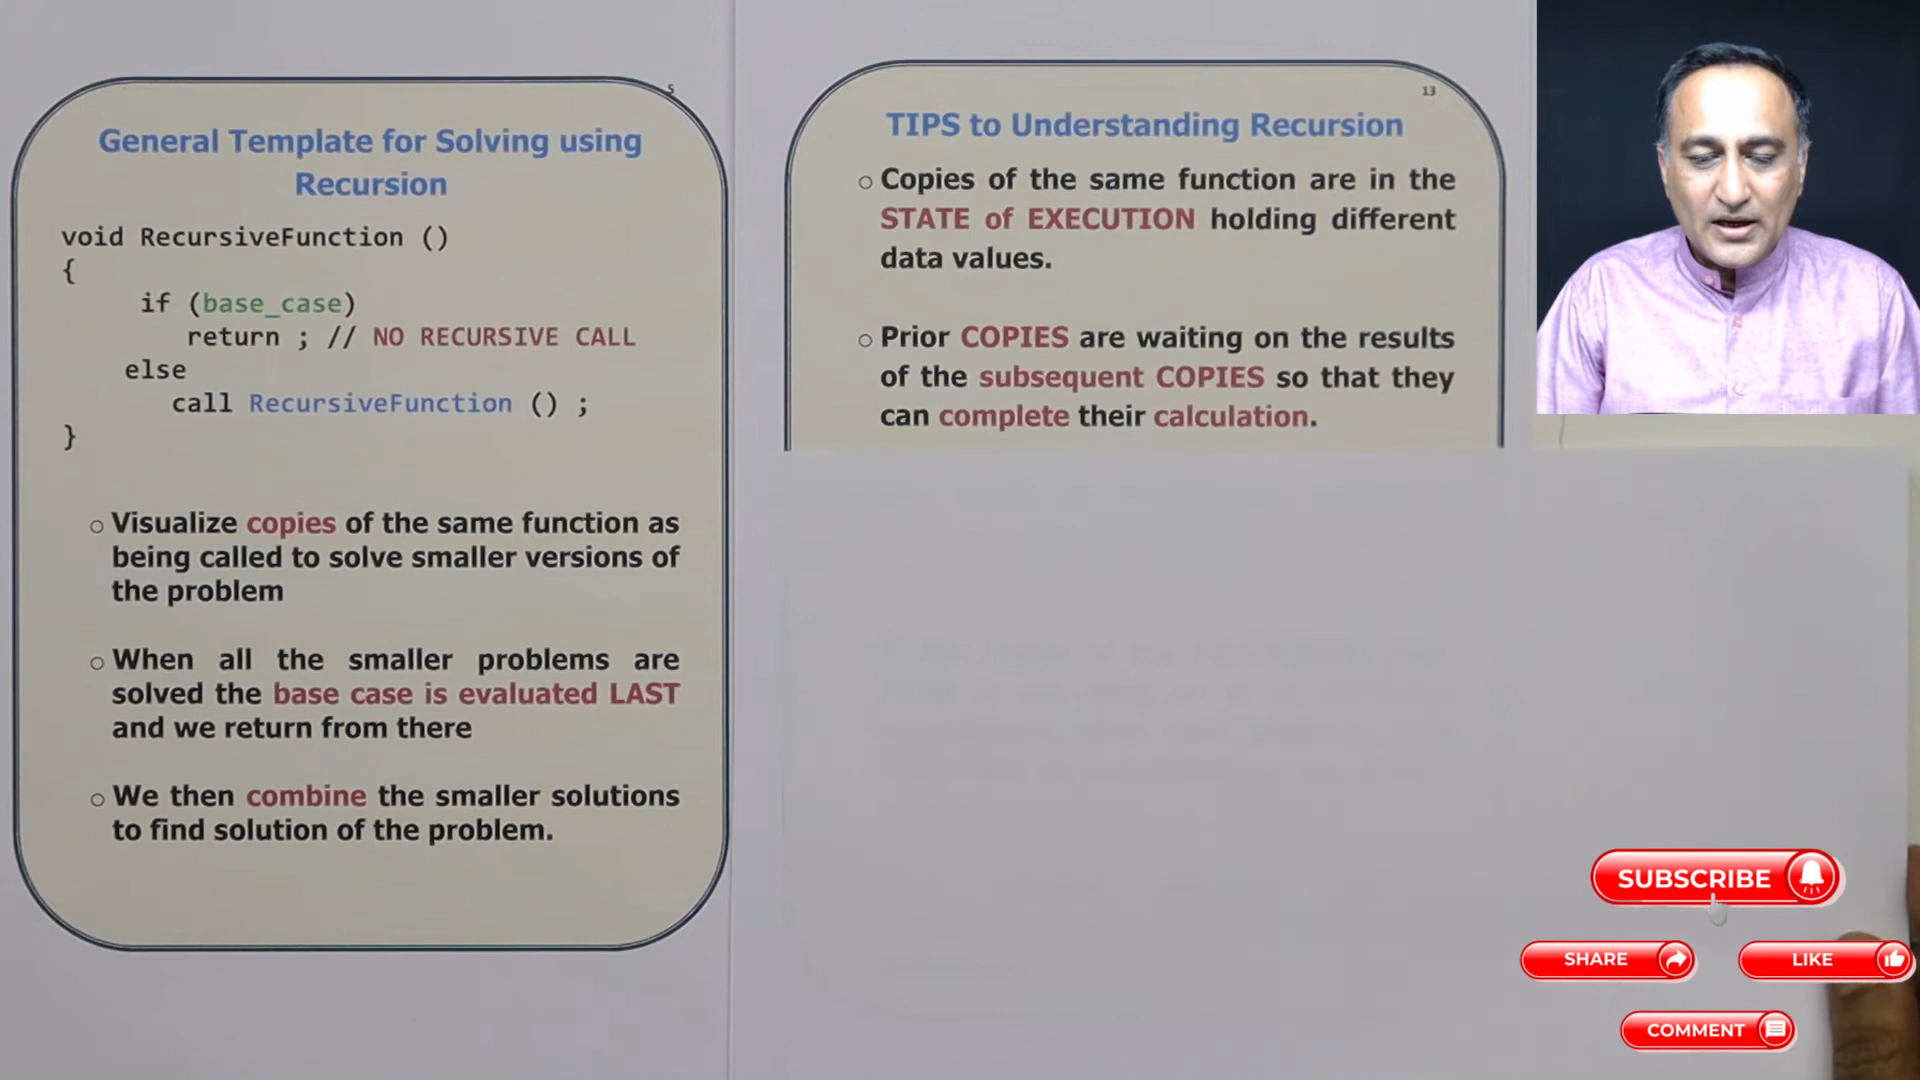 5
General Template for Solving using
Recursion
void RecursiveFunction ()
{
if (base_case)
return ; // NO RECURSIVE CALL
else
call RecursiveFunction () ;
}
○ Visualize copies of the same function as
being called to solve smaller versions of
the problem
○ When all the smaller problems are
solved the base case is evaluated LAST
and we return from there
○ We then combine the smaller solutions
to find solution of the problem.
13
TIPS to Understanding Recursion
○ Copies of the same function are in the
STATE of EXECUTION holding different
data values.
○ Prior COPIES are waiting on the results
of the subsequent COPIES so that they
can complete their calculation.
SUBSCRIBE
SHARE
LIKE
COMMENT